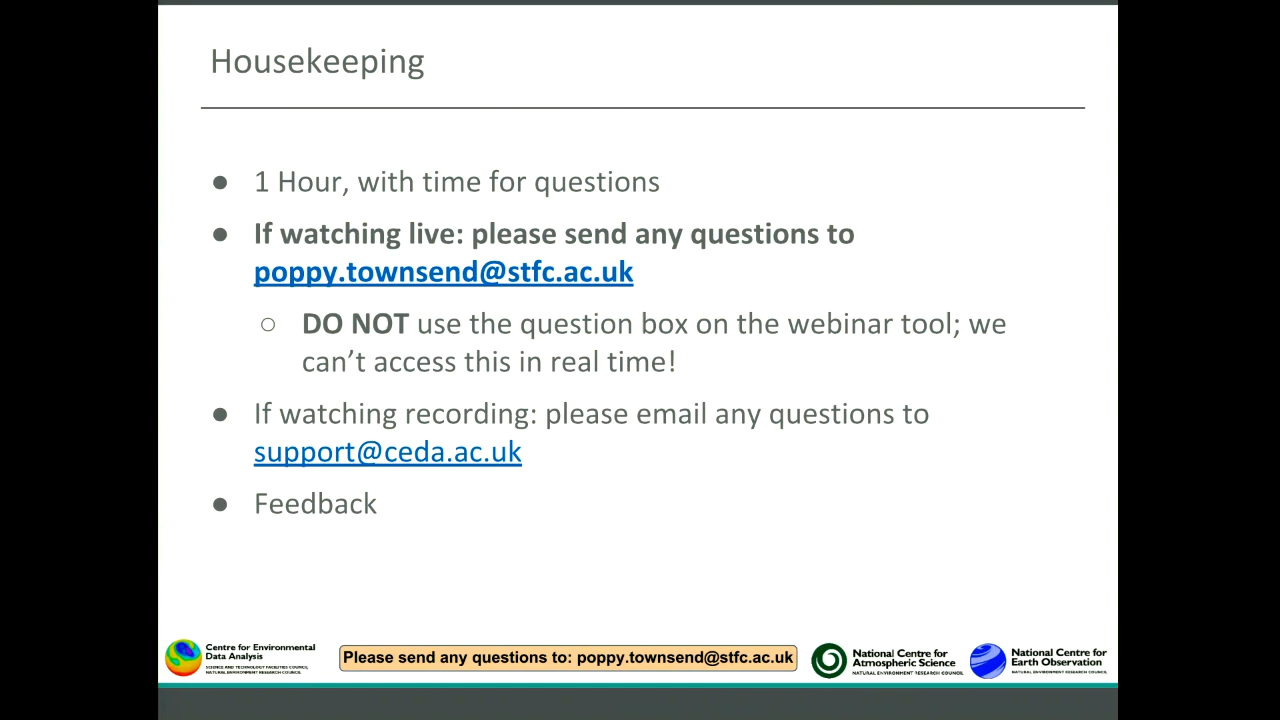 Housekeeping
● 1 Hour, with time for questions
● If watching live: please send any questions to
poppy.townsend@stfc.ac.uk
○ DO NOT use the question box on the webinar tool; we
can’t access this in real time!
● If watching recording: please email any questions to
support@ceda.ac.uk
● Feedback
Centre for Environmental
Data Analysis
SCIENCE AND TECHNOLOGY FACILITIES COUNCIL
NATURAL ENVIRONMENT RESEARCH COUNCIL
Please send any questions to: poppy.townsend@stfc.ac.uk
National Centre for
Atmospheric Science
NATURAL ENVIRONMENT RESEARCH COUNCIL
National Centre for
Earth Observation
NATURAL ENVIRONMENT RESEARCH COUNCIL